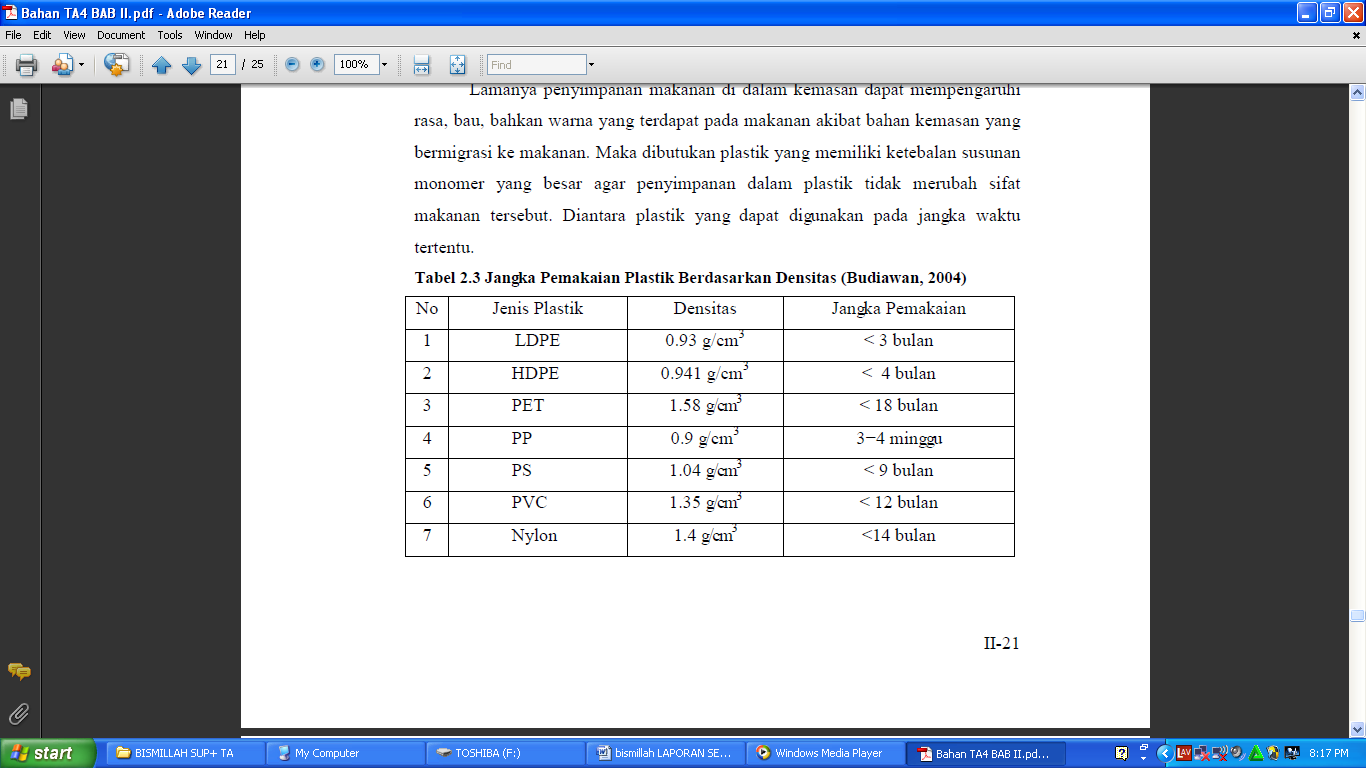 Bahan TA4 BAB II.pdf - Adobe Reader
File Edit View Document Tools Window Help
21 / 25 100% Find
Lamanya penyimpanan makanan di dalam kemasan dapat mempengaruhi
rasa, bau, bahkan warna yang terdapat pada makanan akibat bahan kemasan yang
bermigrasi ke makanan. Maka dibutukan plastik yang memiliki ketebalan susunan
monomer yang besar agar penyimpanan dalam plastik tidak merubah sifat
makanan tersebut. Diantara plastik yang dapat digunakan pada jangka waktu
tertentu.
Tabel 2.3 Jangka Pemakaian Plastik Berdasarkan Densitas (Budiawan, 2004)
No Jenis Plastik Densitas Jangka Pemakaian
1 LDPE 0.93 g/cm³ < 3 bulan
2 HDPE 0.941 g/cm³ < 4 bulan
3 PET 1.58 g/cm³ < 18 bulan
4 PP 0.9 g/cm³ 3−4 minggu
5 PS 1.04 g/cm³ < 9 bulan
6 PVC 1.35 g/cm³ < 12 bulan
7 Nylon 1.4 g/cm³ <14 bulan
II-21
start BISMILLAH SUP+ TA My Computer TOSHIBA (F:) bismillah LAPORAN SE... Windows Media Player Bahan TA4 BAB II.pd... 8:17 PM